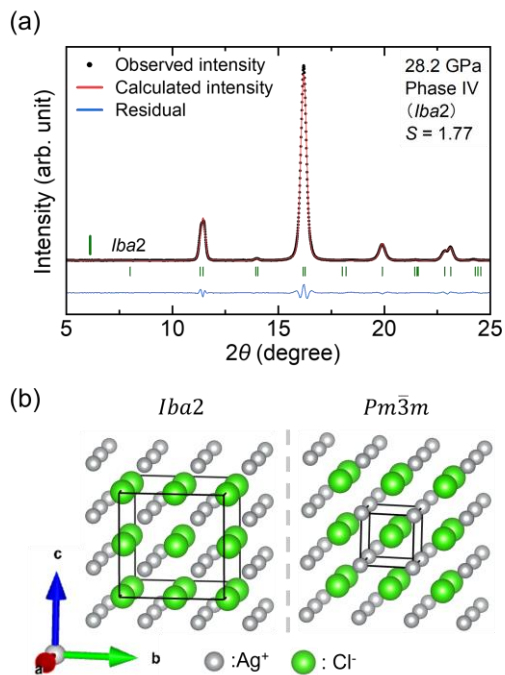 (a)
Observed intensity
Calculated intensity
Residual
28.2 GPa
Phase IV
(Iba2)
S = 1.77
Intensity (arb. unit)
Iba2
5 10 15 20 25
2θ (degree)
(b)
Iba2 Pm3̅m
c
b
a
:Ag⁺ : Cl⁻